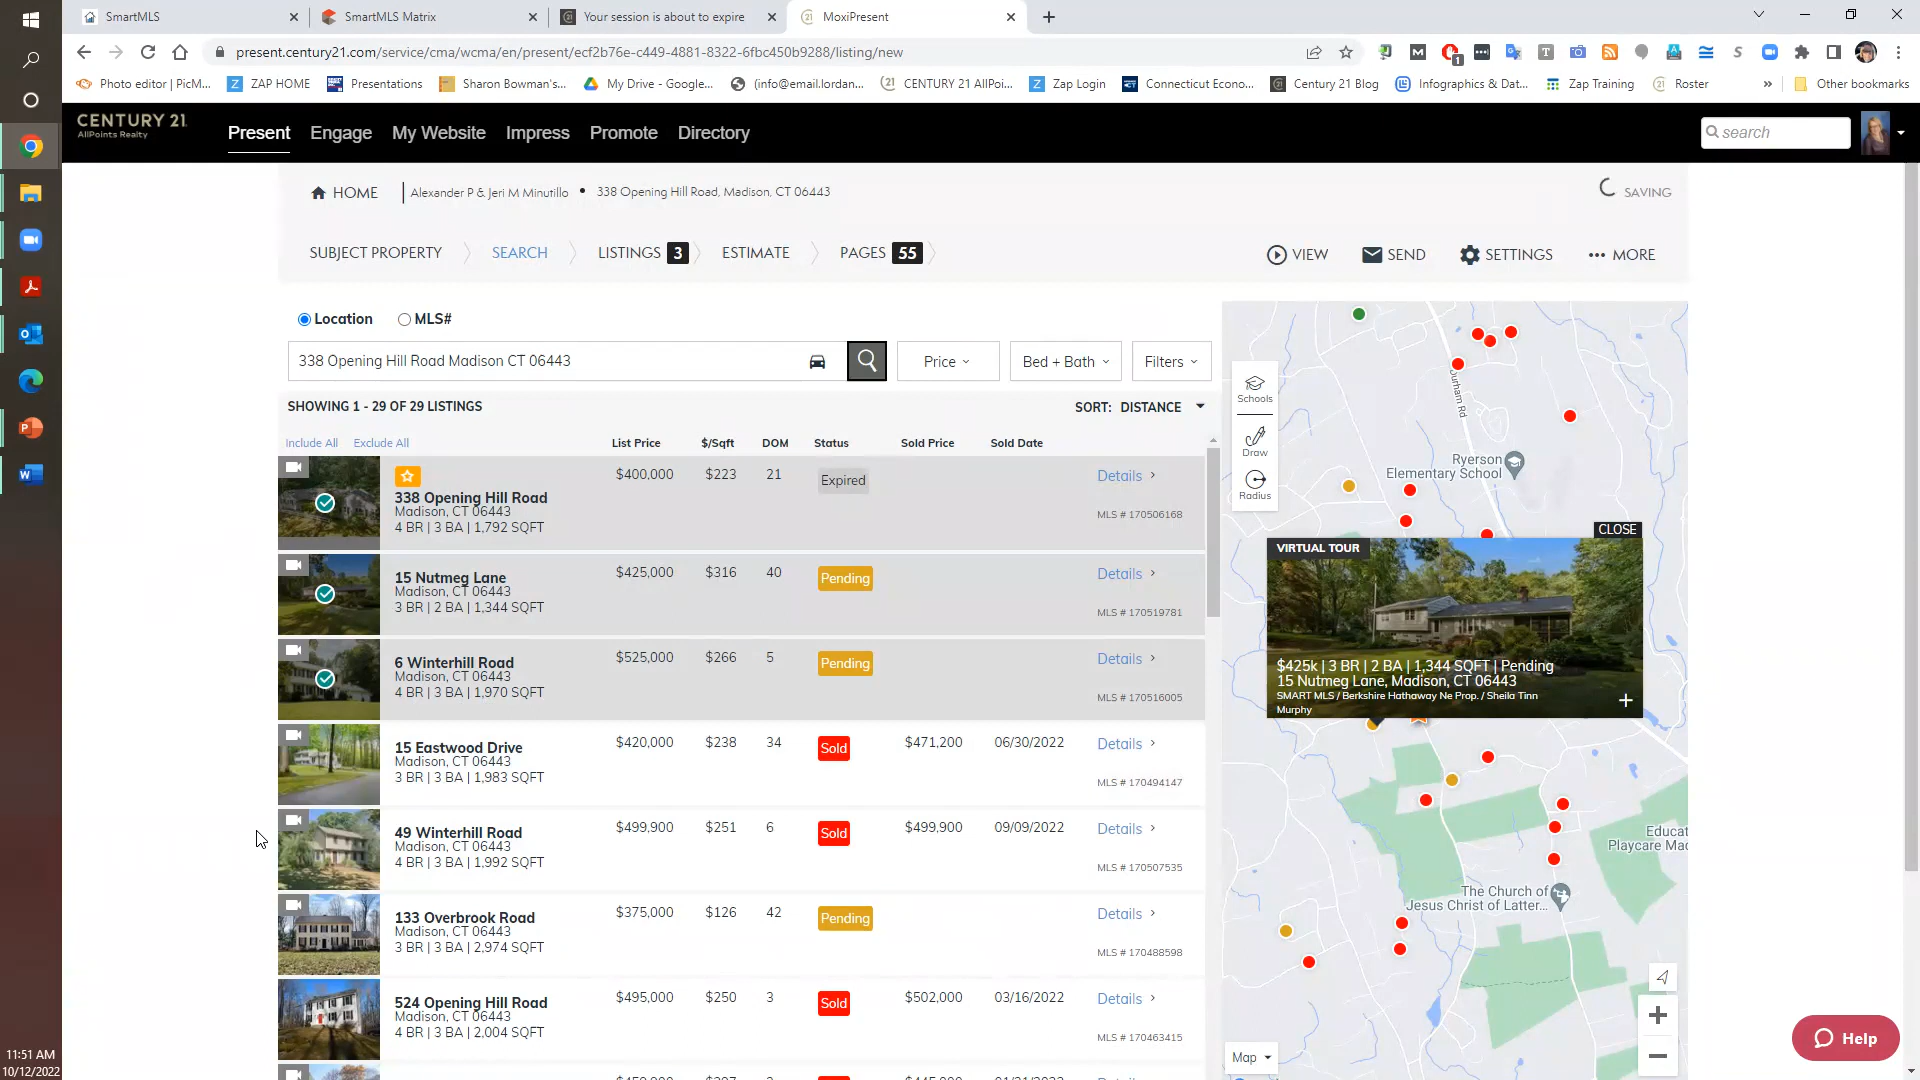 SmartMLS
SmartMLS Matrix
Your session is about to expire
MoxiPresent
present.century21.com/service/cma/wcma/en/present/ecf2b76e-c449-4881-8322-6fbc450b9288/listing/new
Photo editor | PicM...
ZAP HOME
Presentations
Sharon Bowman's...
My Drive - Google...
(info@email.lordan...
CENTURY 21 AllPoi...
Zap Login
Connecticut Econo...
Century 21 Blog
Infographics & Dat...
Zap Training
Roster
»
Other bookmarks
CENTURY 21.
AllPoints Realty
Present
Engage
My Website
Impress
Promote
Directory
search
HOME
Alexander P & Jeri M Minutillo • 338 Opening Hill Road, Madison, CT 06443
SAVING
SUBJECT PROPERTY
SEARCH
LISTINGS 3
ESTIMATE
PAGES 55
VIEW
SEND
SETTINGS
MORE
Location
MLS#
338 Opening Hill Road Madison CT 06443
Price
Bed + Bath
Filters
SHOWING 1 - 29 OF 29 LISTINGS
SORT: DISTANCE
Include All
Exclude All
List Price
$/Sqft
DOM
Status
Sold Price
Sold Date
338 Opening Hill Road
Madison, CT 06443
4 BR | 3 BA | 1,792 SQFT
$400,000
$223
21
Expired
Details
MLS # 170506168
15 Nutmeg Lane
Madison, CT 06443
3 BR | 2 BA | 1,344 SQFT
$425,000
$316
40
Pending
Details
MLS # 170519781
6 Winterhill Road
Madison, CT 06443
4 BR | 3 BA | 1,970 SQFT
$525,000
$266
5
Pending
Details
MLS # 170516005
15 Eastwood Drive
Madison, CT 06443
3 BR | 3 BA | 1,983 SQFT
$420,000
$238
34
Sold
$471,200
06/30/2022
Details
MLS # 170494147
49 Winterhill Road
Madison, CT 06443
4 BR | 3 BA | 1,992 SQFT
$499,900
$251
6
Sold
$499,900
09/09/2022
Details
MLS # 170507535
133 Overbrook Road
Madison, CT 06443
3 BR | 3 BA | 2,974 SQFT
$375,000
$126
42
Pending
Details
MLS # 170488598
524 Opening Hill Road
Madison, CT 06443
4 BR | 3 BA | 2,004 SQFT
$495,000
$250
3
Sold
$502,000
03/16/2022
Details
MLS # 170463415
Schools
Draw
Radius
Durham Rd
Ryerson
Elementary School
CLOSE
VIRTUAL TOUR
$425k | 3 BR | 2 BA | 1,344 SQFT | Pending
15 Nutmeg Lane, Madison, CT 06443
SMART MLS / Berkshire Hathaway Ne Prop. / Sheila Tinn
Murphy
Educat
Playcare Mad
The Church of
Jesus Christ of Latter...
Map
Help
11:51 AM
10/12/2022